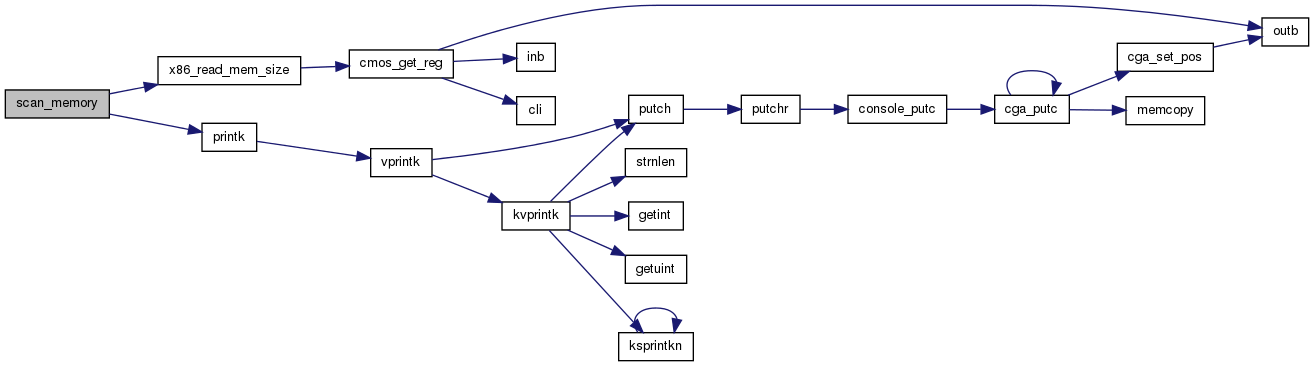 scan_memory
x86_read_mem_size
printk
cmos_get_reg
vprintk
inb
cli
kvprintk
putch
strnlen
getint
getuint
ksprintkn
putchr
console_putc
cga_putc
cga_set_pos
memcopy
outb